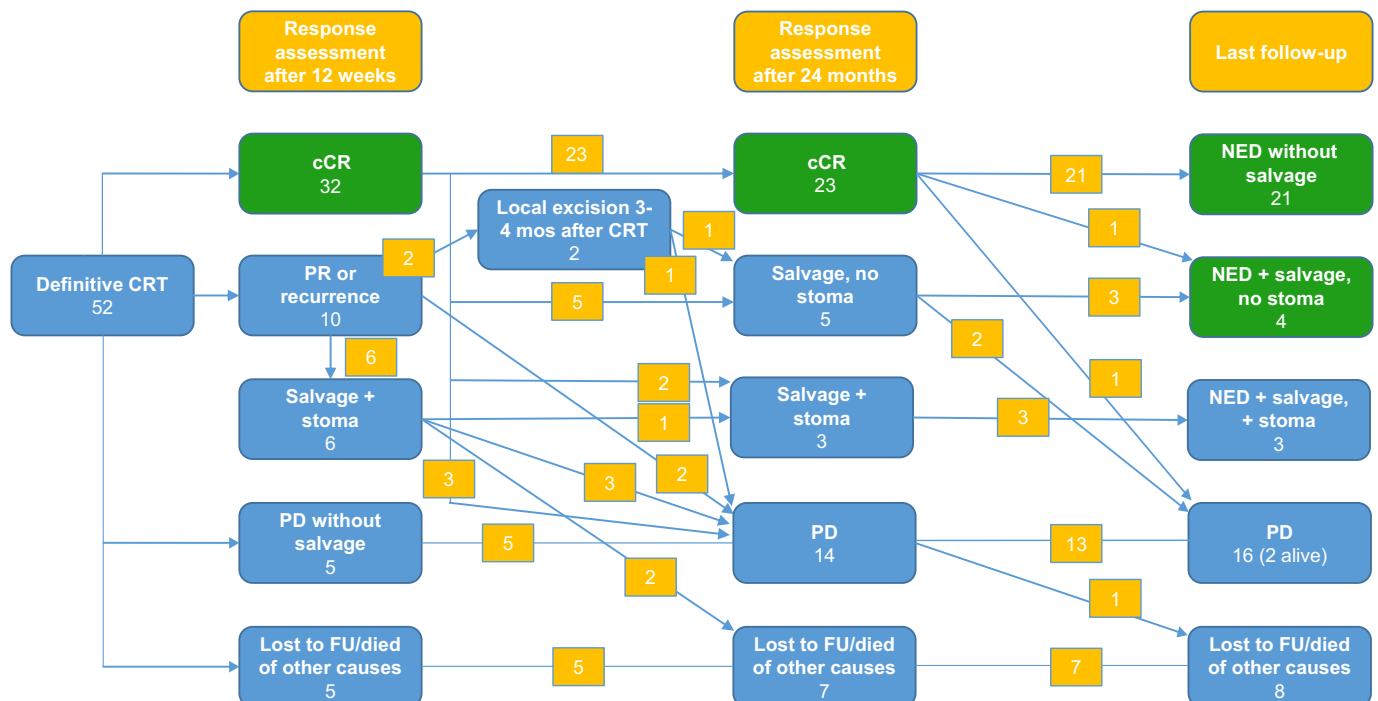 Response
assessment
after 12 weeks
Response
assessment
after 24 months
Last follow-up
cCR
32
23
cCR
23
21
NED without
salvage
21
Local excision 3-
4 mos after CRT
2
1
1
Definitive CRT
52
PR or
recurrence
10
2
1
5
Salvage, no
stoma
5
3
NED + salvage,
no stoma
4
6
2
Salvage +
stoma
6
2
1
Salvage +
stoma
3
1
3
NED + salvage,
+ stoma
3
3
3
2
PD without
salvage
5
5
PD
14
13
PD
16 (2 alive)
2
1
Lost to FU/died
of other causes
5
5
Lost to FU/died
of other causes
7
7
Lost to FU/died
of other causes
8